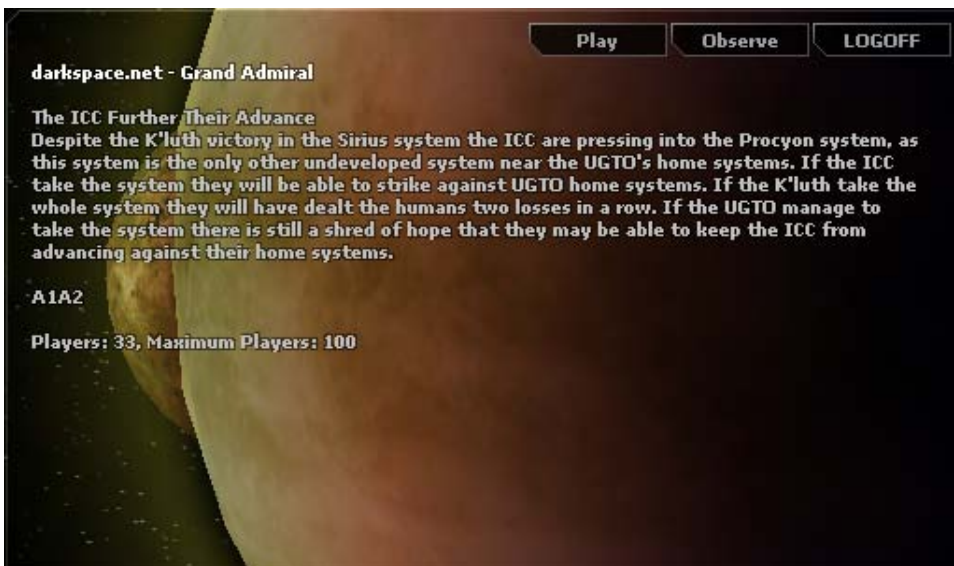 Play Observe LOGOFF
darkspace.net - Grand Admiral
The ICC Further Their Advance
Despite the K'luth victory in the Sirius system the ICC are pressing into the Procyon system, as
this system is the only other undeveloped system near the UGTO's home systems. If the ICC
take the system they will be able to strike against UGTO home systems. If the K'luth take the
whole system they will have dealt the humans two losses in a row. If the UGTO manage to
take the system there is still a shred of hope that they may be able to keep the ICC from
advancing against their home systems.
A1A2
Players: 33, Maximum Players: 100